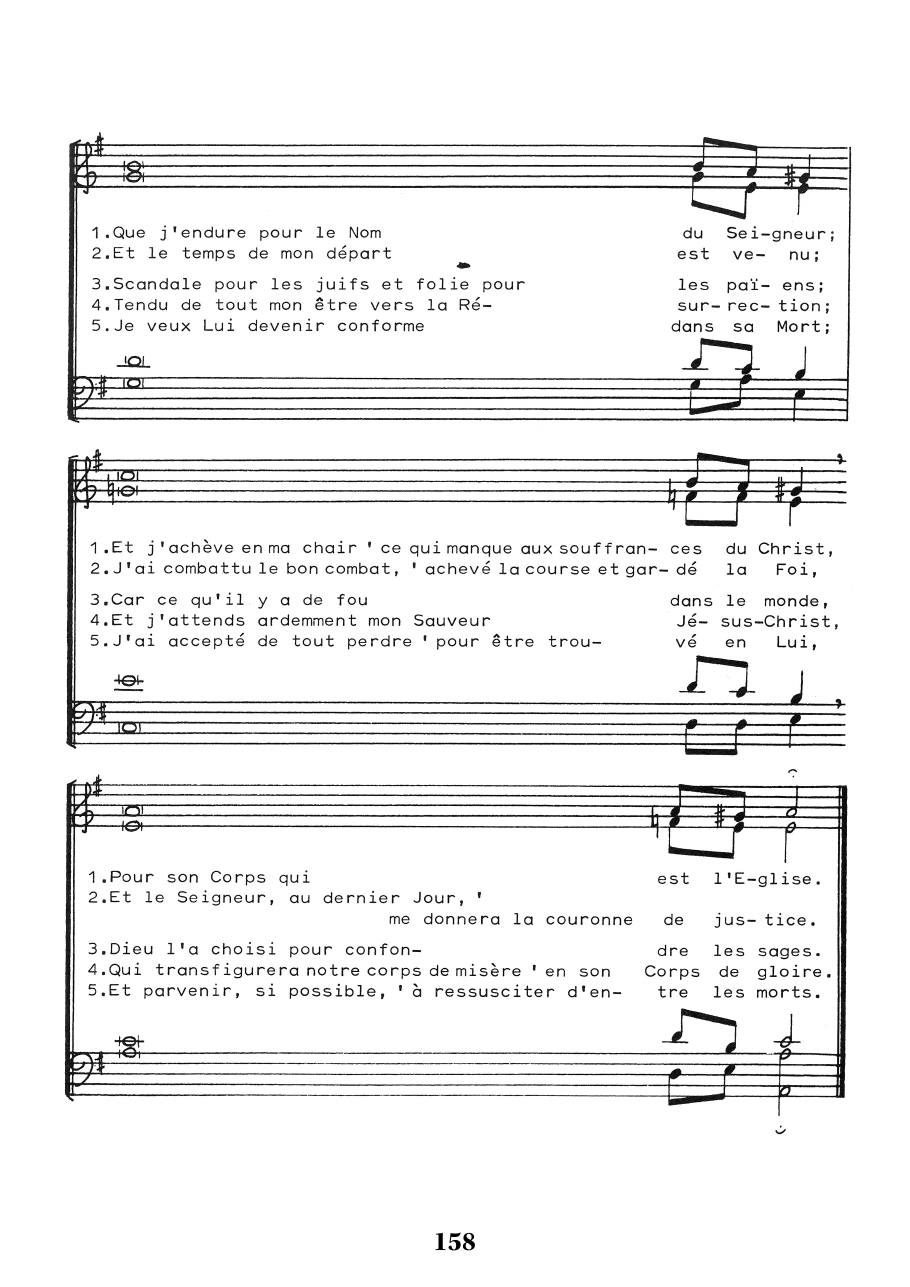 1.Que j'endure pour le Nom du Sei-gneur;
2.Et le temps de mon départ est ve- nu;
3.Scandale pour les juifs et folie pour les paï- ens;
4.Tendu de tout mon être vers la Ré- sur- rec- tion;
5.Je veux Lui devenir conforme dans sa Mort;
1.Et j'achève en ma chair ' ce qui manque aux souffran- ces du Christ,
2.J'ai combattu le bon combat, ' achevé la course et gar- dé la Foi,
3.Car ce qu'il y a de fou dans le monde,
4.Et j'attends ardemment mon Sauveur Jé- sus-Christ,
5.J'ai accepté de tout perdre ' pour être trou- vé en Lui,
1.Pour son Corps qui est l'E-glise.
2.Et le Seigneur, au dernier Jour, '
me donnera la couronne de jus- tice.
3.Dieu l'a choisi pour confon- dre les sages.
4.Qui transfigurera notre corps de misère ' en son Corps de gloire.
5.Et parvenir, si possible, ' à ressusciter d'en- tre les morts.
158